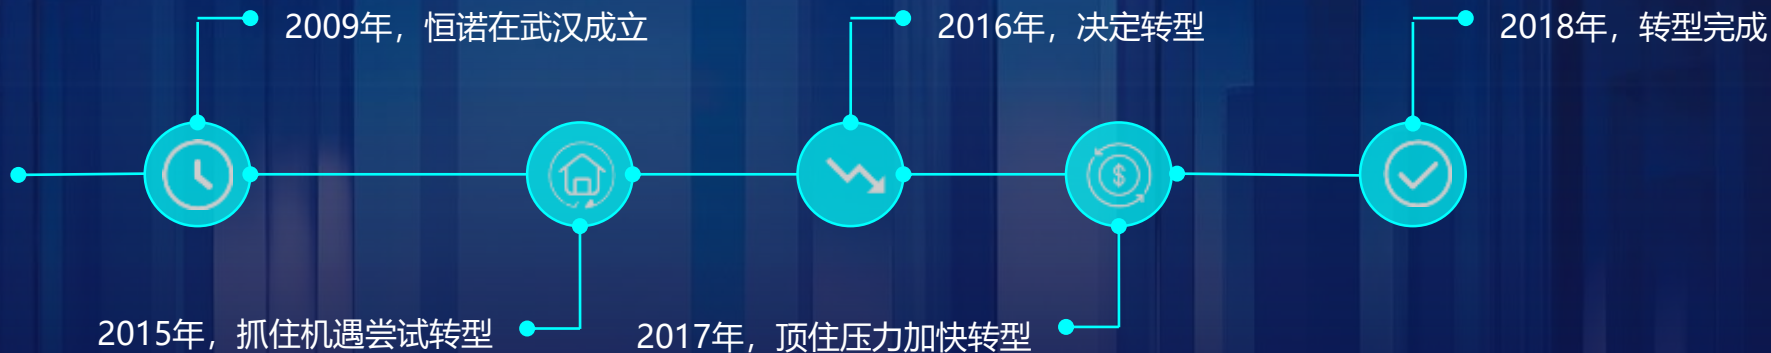 2009年，恒诺在武汉成立
2016年，决定转型
2018年，转型完成
2015年，抓住机遇尝试转型
2017年，顶住压力加快转型